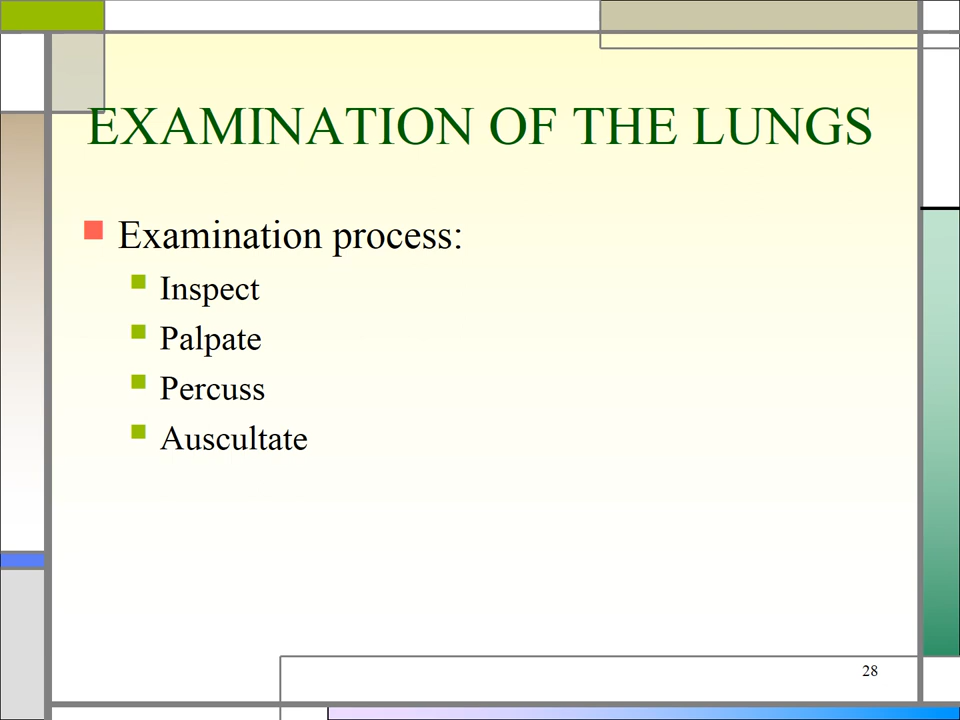 EXAMINATION OF THE LUNGS
Examination process:
Inspect
Palpate
Percuss
Auscultate
28